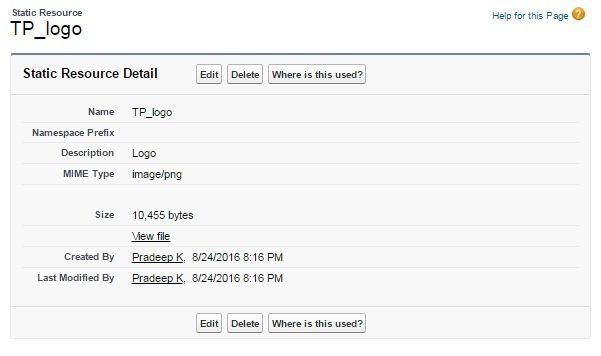 Static Resource
TP_logo
Help for this Page ?
Static Resource Detail Edit Delete Where is this used?
Name TP_logo
Namespace Prefix
Description Logo
MIME Type image/png
Size 10,455 bytes
View file
Created By Pradeep K, 8/24/2016 8:16 PM
Last Modified By Pradeep K, 8/24/2016 8:16 PM
Edit Delete Where is this used?